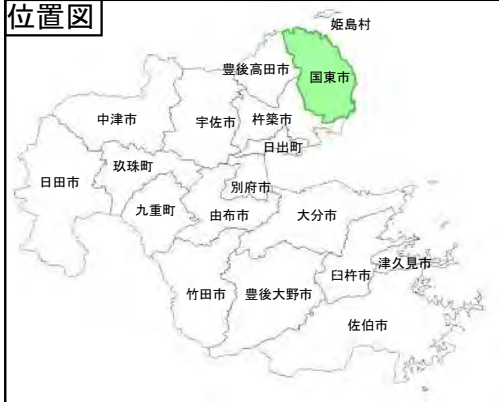 位置図
姫島村
豊後高田市
国東市
中津市
宇佐市
杵築市
日出町
玖珠町
日田市
別府市
九重町
由布市
大分市
津久見市
臼杵市
竹田市
豊後大野市
佐伯市